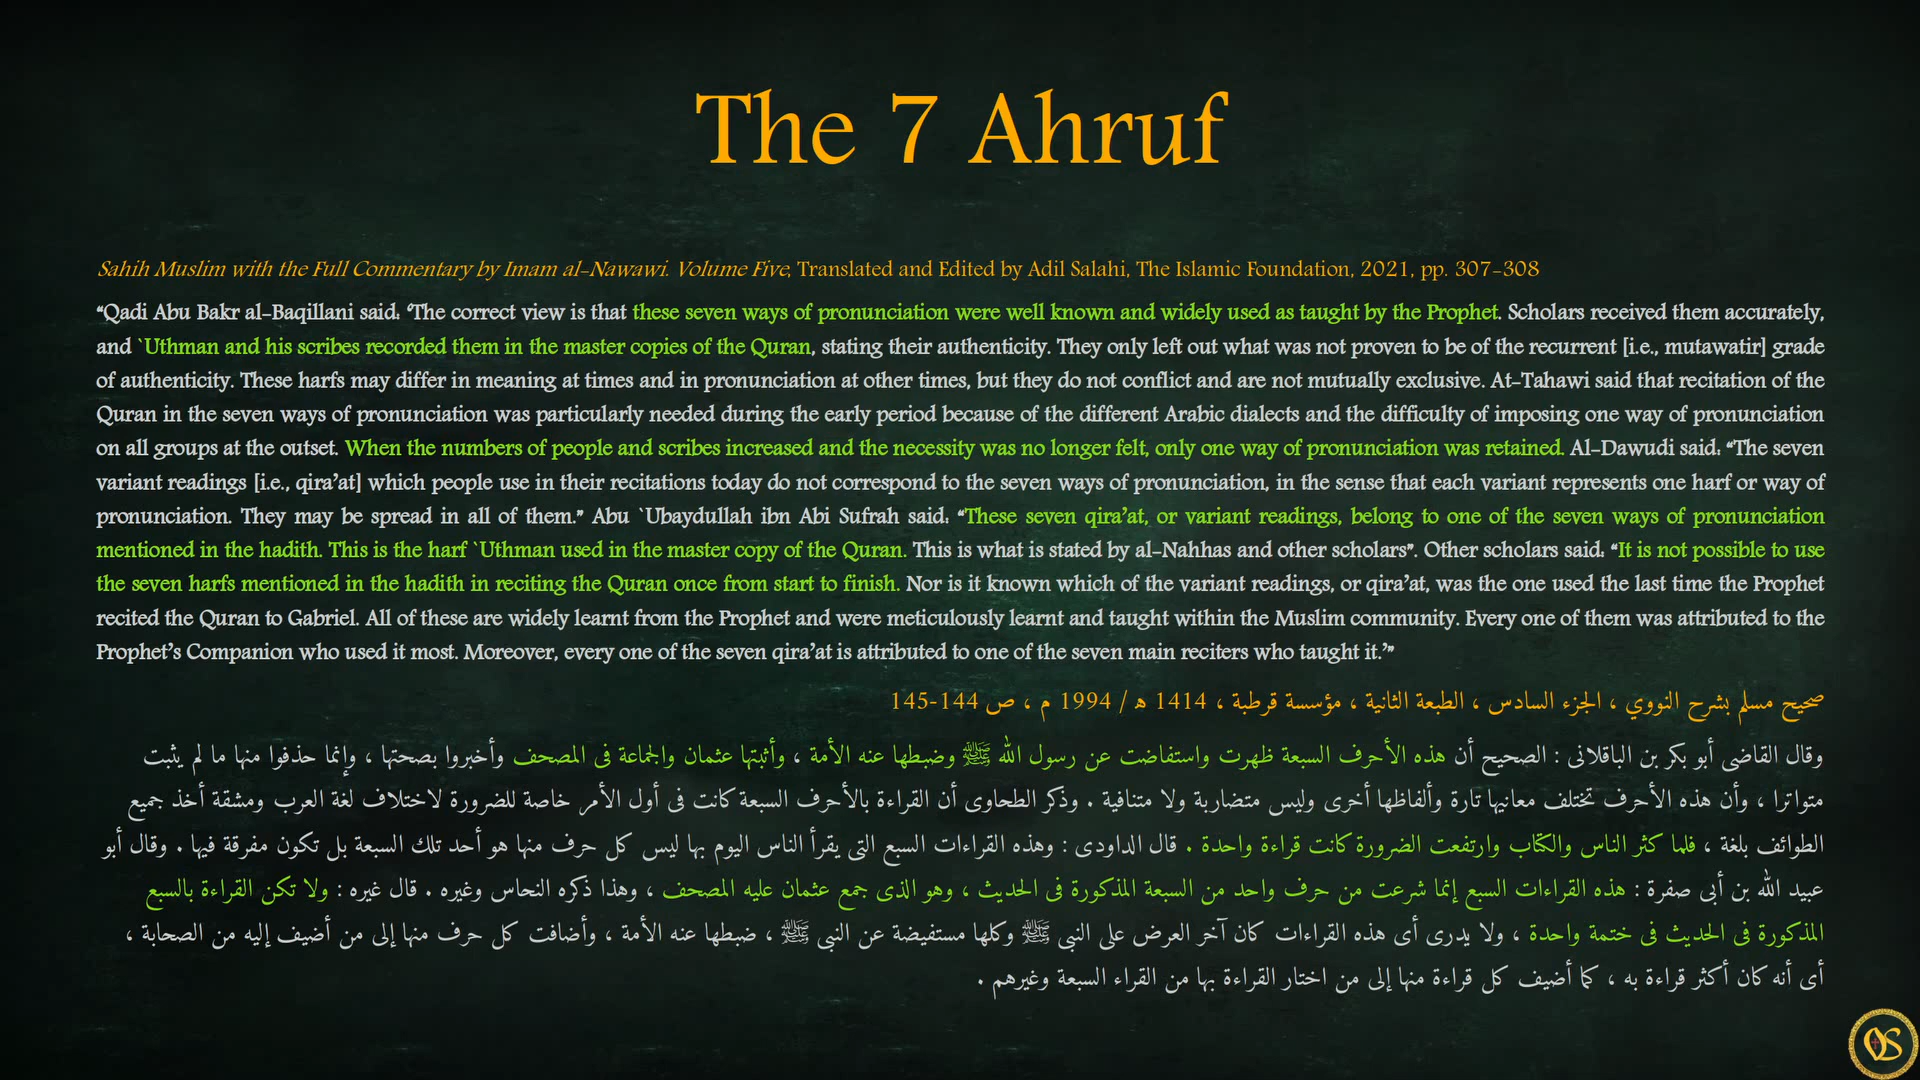 The 7 Ahruf
Sahih Muslim with the Full Commentary by Imam al-Nawawi. Volume Five, Translated and Edited by Adil Salahi, The Islamic Foundation, 2021, pp. 307-308
“Qadi Abu Bakr al-Baqillani said: ‘The correct view is that these seven ways of pronunciation were well known and widely used as taught by the Prophet. Scholars received them accurately,
and `Uthman and his scribes recorded them in the master copies of the Quran, stating their authenticity. They only left out what was not proven to be of the recurrent [i.e., mutawatir] grade
of authenticity. These harfs may differ in meaning at times and in pronunciation at other times, but they do not conflict and are not mutually exclusive. At-Tahawi said that recitation of the
Quran in the seven ways of pronunciation was particularly needed during the early period because of the different Arabic dialects and the difficulty of imposing one way of pronunciation
on all groups at the outset. When the numbers of people and scribes increased and the necessity was no longer felt, only one way of pronunciation was retained. Al-Dawudi said: “The seven
variant readings [i.e., qira’at] which people use in their recitations today do not correspond to the seven ways of pronunciation, in the sense that each variant represents one harf or way of
pronunciation. They may be spread in all of them.” Abu `Ubaydullah ibn Abi Sufrah said: “These seven qira’at, or variant readings, belong to one of the seven ways of pronunciation
mentioned in the hadith. This is the harf `Uthman used in the master copy of the Quran. This is what is stated by al-Nahhas and other scholars”. Other scholars said: “It is not possible to use
the seven harfs mentioned in the hadith in reciting the Quran once from start to finish. Nor is it known which of the variant readings, or qira’at, was the one used the last time the Prophet
recited the Quran to Gabriel. All of these are widely learnt from the Prophet and were meticulously learnt and taught within the Muslim community. Every one of them was attributed to the
Prophet’s Companion who used it most. Moreover, every one of the seven qira’at is attributed to one of the seven main reciters who taught it.’”
صحيح مسلم بشرح النووي ، الجزء السادس ، الطبعة الثانية ، مؤسسة قرطبة ، 1414 هـ / 1994 م ، ص 144-145
وقال القاضى أبو بكر بن الباقلانى : الصحيح أن هذه الأحرف السبعة ظهرت واستفاضت عن رسول الله ﷺ وضبطها عنه الأمة ، وأثبتها عثمان والجماعة فى المصحف وأخبروا بصحتها ، وإنما حذفوا منها ما لم يثبت
متواترا ، وأن هذه الأحرف تختلف معانيها تارة وألفاظها أخرى وليس متضاربة ولا متنافية . وذكر الطحاوى أن القراءة بالأحرف السبعة كانت فى أول الأمر خاصة للضرورة لاختلاف لغة العرب ومشقة أخذ جميع
الطوائف بلغة ، فلما كثر الناس والكتاب وارتفعت الضرورة كانت قراءة واحدة . قال الداودى : وهذه القراءات السبع التى يقرأ الناس اليوم بها ليس كل حرف منها هو أحد تلك السبعة بل تكون مفرقة فيها . وقال أبو
عبيد الله بن أبى صفرة : هذه القراءات السبع إنما شرعت من حرف واحد من السبعة المذكورة فى الحديث ، وهو الذى جمع عثمان عليه المصحف ، وهذا ذكره النحاس وغيره . قال غيره : ولا تكن القراءة بالسبع
المذكورة فى الحديث فى ختمة واحدة ، ولا يدرى أى هذه القراءات كان آخر العرض على النبى ﷺ وكلها مستفيضة عن النبى ﷺ ، ضبطها عنه الأمة ، وأضافت كل حرف منها إلى من أضيف إليه من الصحابة ،
أى أنه كان أكثر قراءة به ، كما أضيف كل قراءة منها إلى من اختار القراءة بها من القراء السبعة وغيرهم .